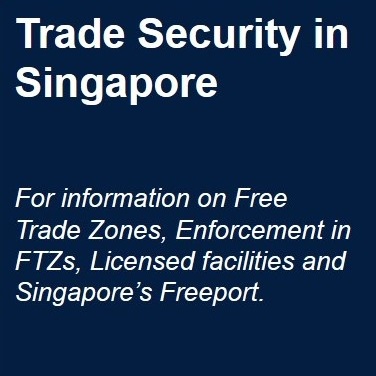 Trade Security in
Singapore
For information on Free
Trade Zones, Enforcement in
FTZs, Licensed facilities and
Singapore’s Freeport.